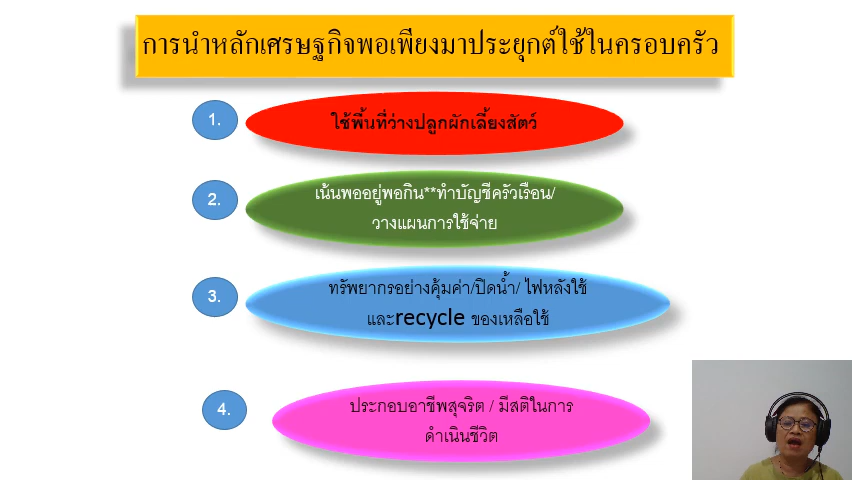 การนำหลักเศรษฐกิจพอเพียงมาประยุกต์ใช้ในครอบครัว
1.
ใช้พื้นที่ว่างปลูกผักเลี้ยงสัตว์
2.
เน้นพออยู่พอกิน**ทำบัญชีครัวเรือน/
วางแผนการใช้จ่าย
3.
ทรัพยากรอย่างคุ้มค่า/ปิดน้ำ/ ไฟหลังใช้
และrecycle ของเหลือใช้
4.
ประกอบอาชีพสุจริต / มีสติในการ
ดำเนินชีวิต